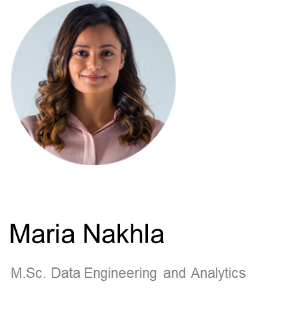 Maria Nakhla
M.Sc. Data Engineering and Analytics